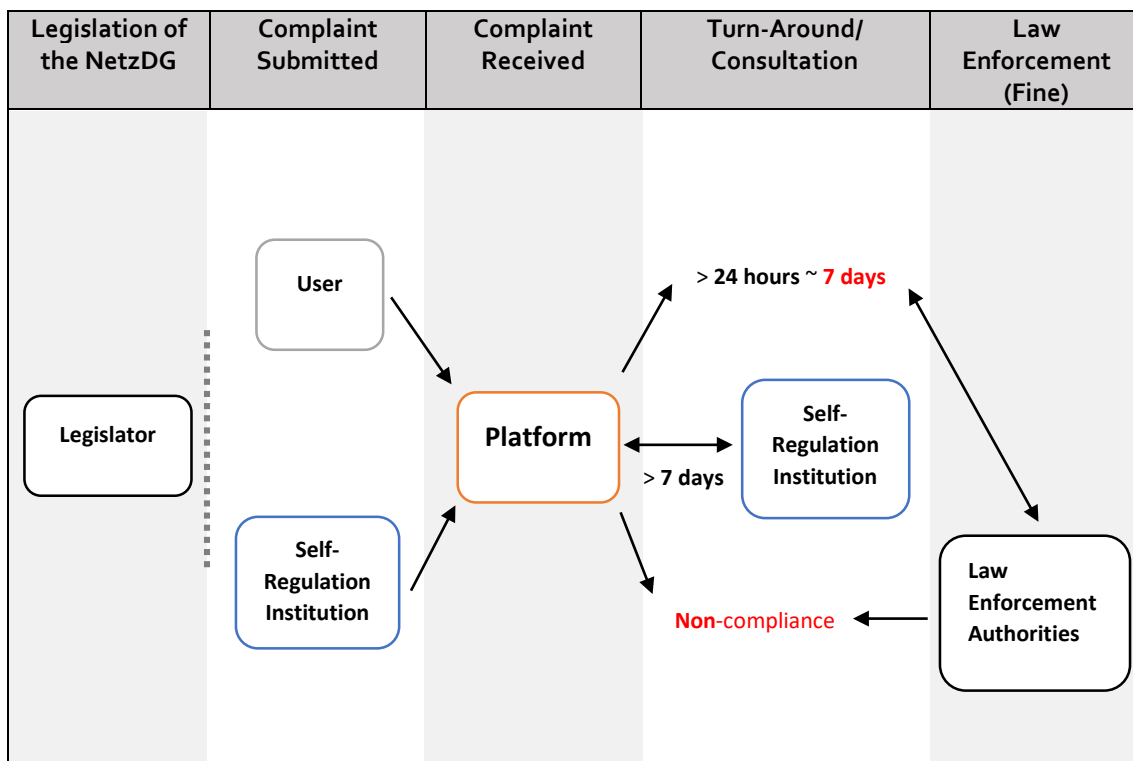 Legislation of
the NetzDG
Complaint
Submitted
Complaint
Received
Turn-Around/
Consultation
Law
Enforcement
(Fine)
User
> 24 hours ~ 7 days
Legislator
Platform
> 7 days
Self-
Regulation
Institution
Self-
Regulation
Institution
Non-compliance
Law
Enforcement
Authorities